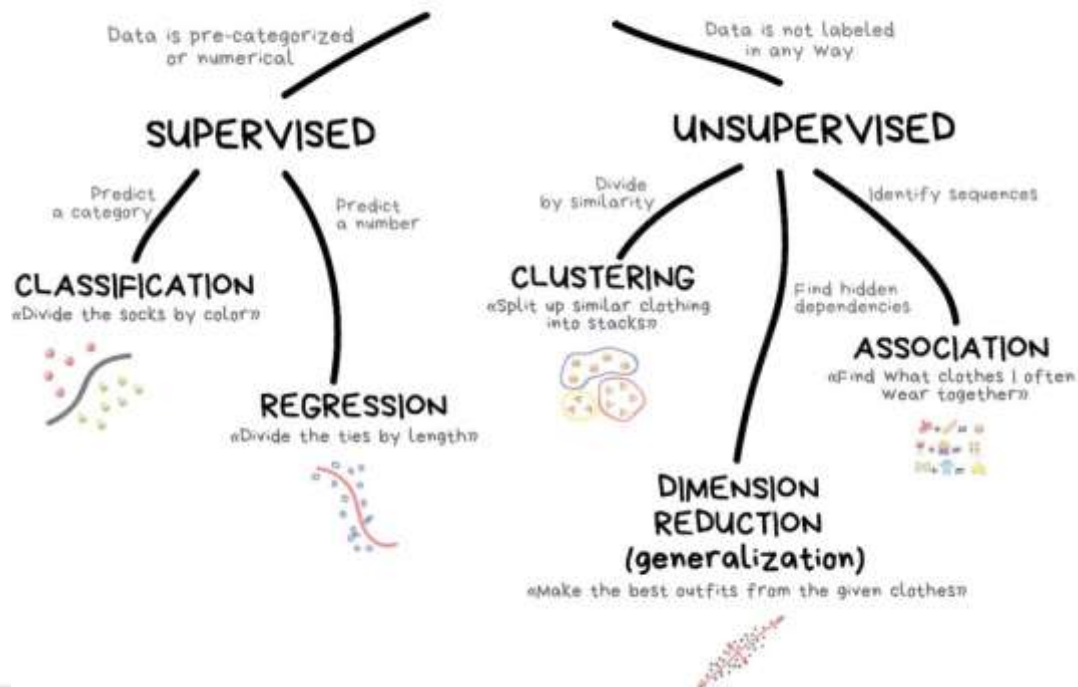 Data is pre-categorized
or numerical
Data is not labeled
in any way
SUPERVISED
UNSUPERVISED
Predict
a category
Predict
a number
Divide
by similarity
Identify sequences
CLASSIFICATION
«Divide the socks by color»
CLUSTERING
«Split up similar clothing
into stacks»
Find hidden
dependencies
ASSOCIATION
«Find What clothes I often
Wear together»
REGRESSION
«Divide the ties by length»
DIMENSION
REDUCTION
(generalization)
«Make the best outfits from the given clothes»